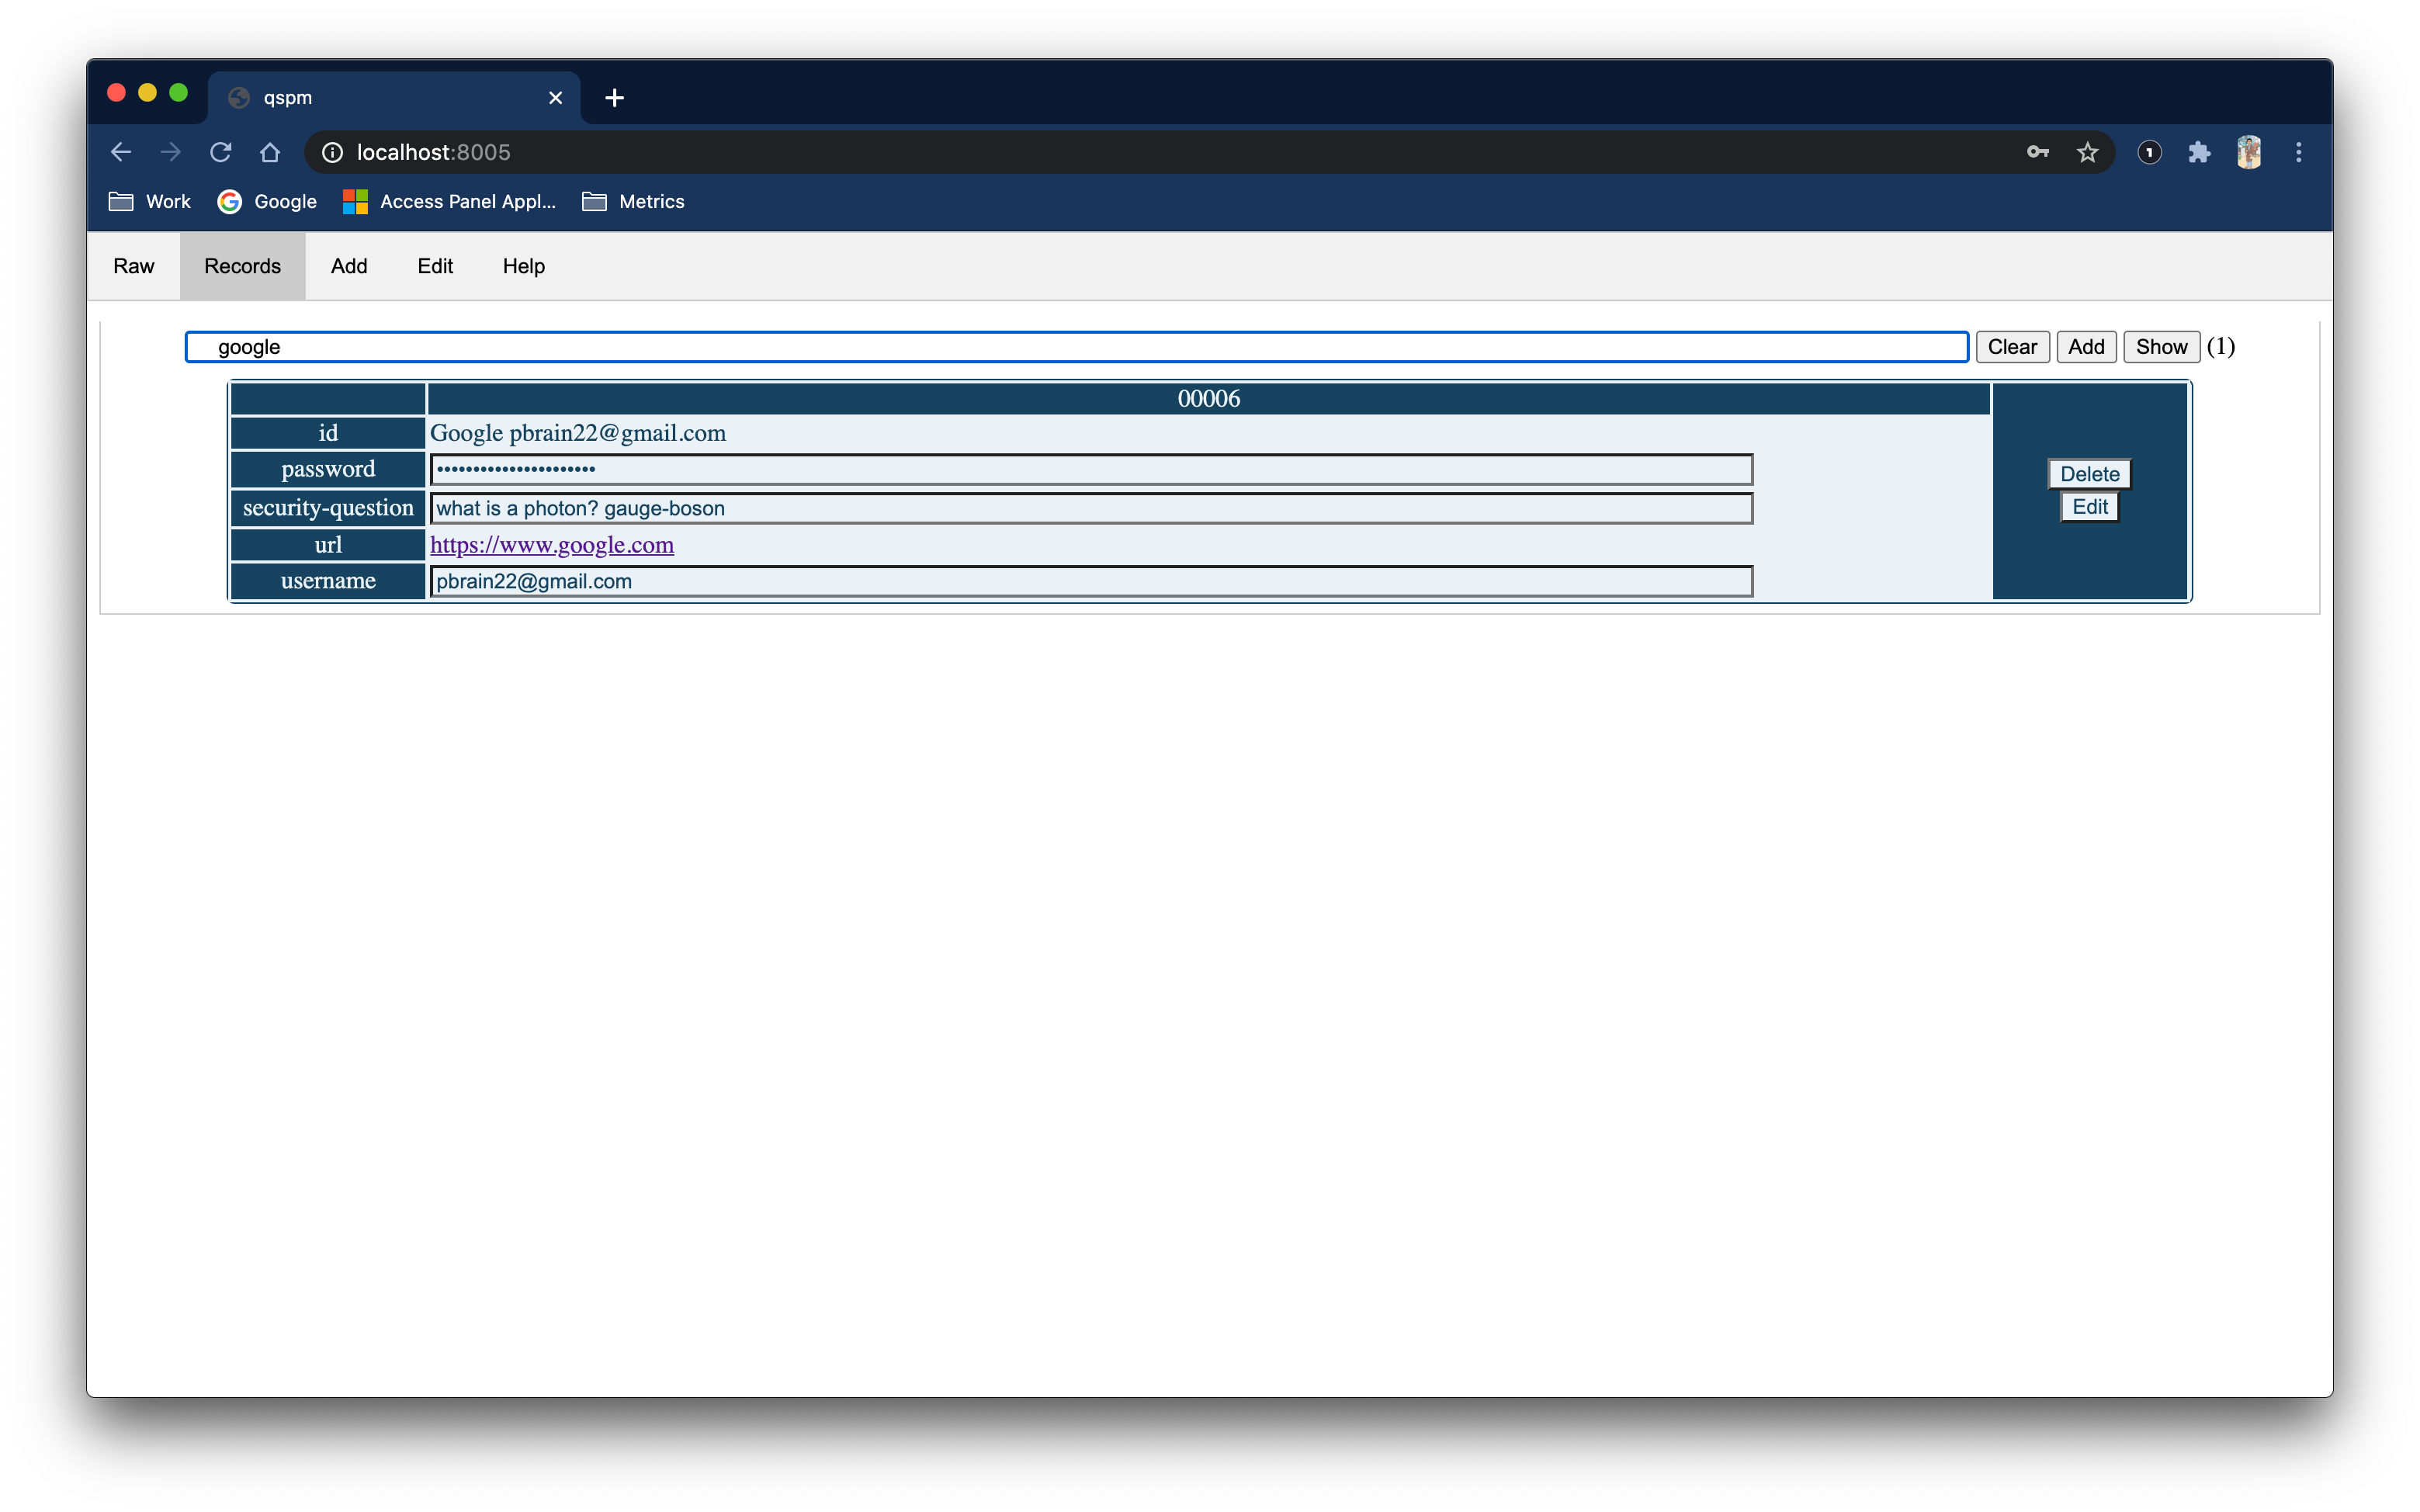 qspm
localhost:8005
1
Work Google Access Panel Appl... Metrics
Raw Records Add Edit Help
google Clear Add Show (1)
00006
id Google pbrain22@gmail.com
password ••••••••••••••••••••••
Delete
security-question what is a photon? gauge-boson
Edit
url https://www.google.com
username pbrain22@gmail.com